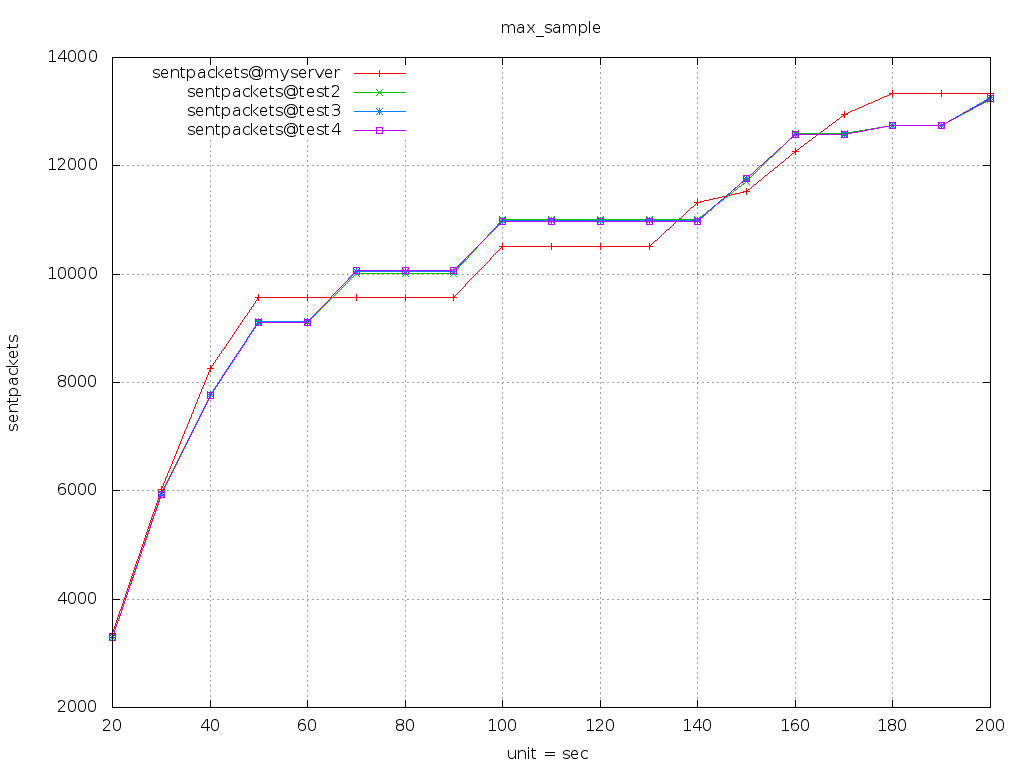 max_sample
14000
sentpackets@myserver
sentpackets@test2
sentpackets@test3
sentpackets@test4
12000
10000
sentpackets
8000
6000
4000
2000
20 40 60 80 100 120 140 160 180 200
unit = sec